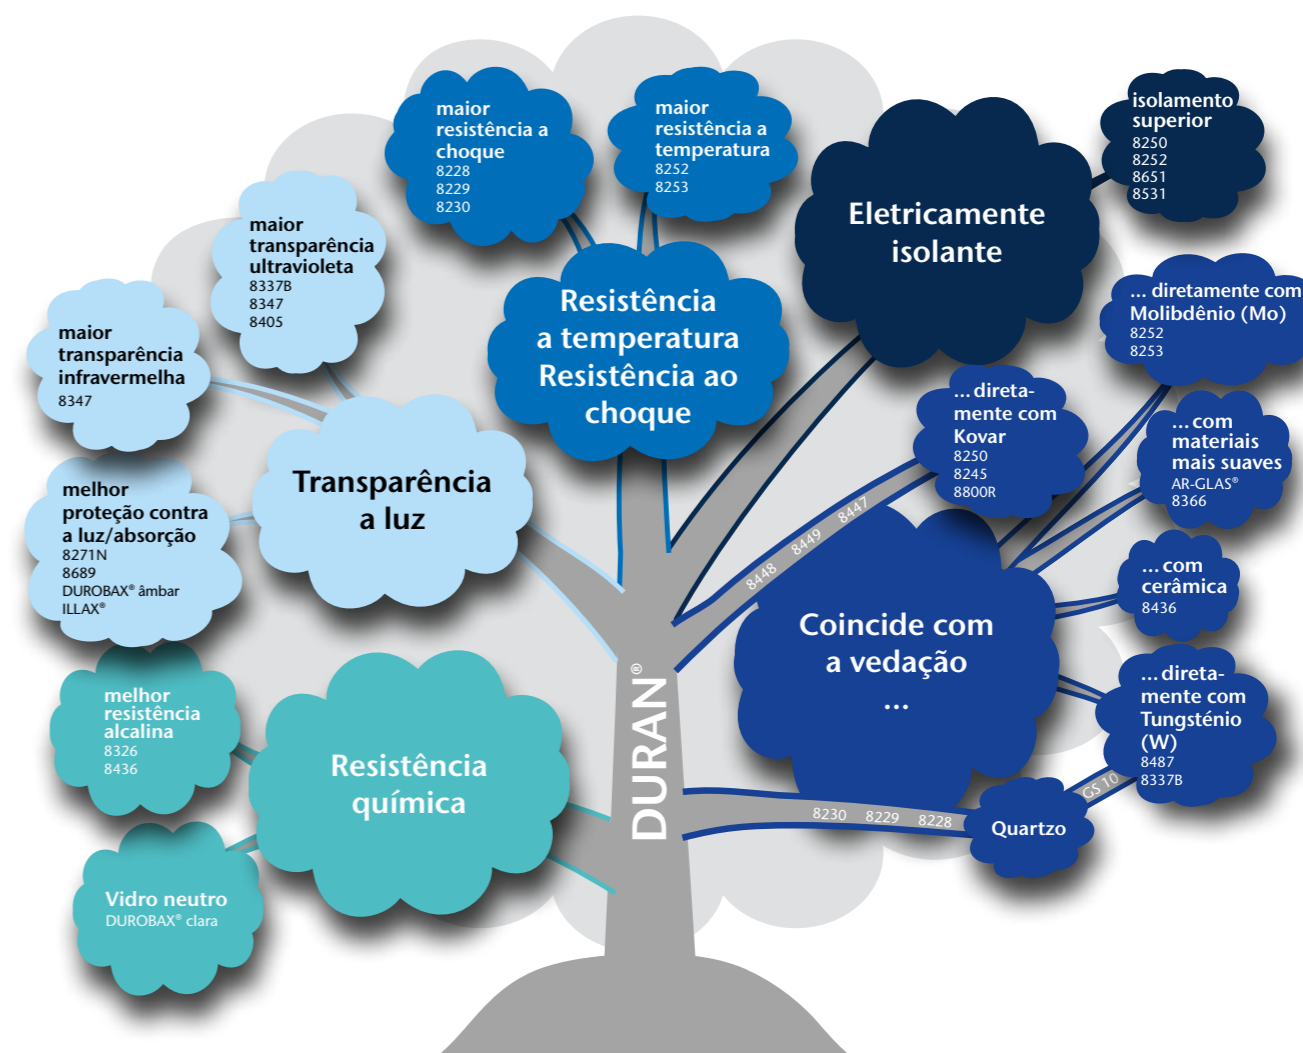 maior
resistência a
choque
8228
8229
8230
maior
resistência a
temperatura
8252
8253
isolamento
superior
8250
8252
8651
8531
Eletricamente
isolante
maior
transparência
ultravioleta
8337B
8347
8405
Resistência
a temperatura
Resistência ao
choque
... diretamente com
Molibdênio (Mo)
8252
8253
maior
transparência
infravermelha
8347
... direta-
mente com
Kovar
8250
8245
8800R
... com
materiais
mais suaves
AR-GLAS®
8366
Transparência
a luz
melhor
proteção contra
a luz/absorção
8271N
8689
DUROBAX® âmbar
ILLAX®
8448 8449 8447
... com
cerâmica
8436
Coincide com
a vedação
...
... direta-
mente com
Tungsténio
(W)
8487
8337B
melhor
resistência
alcalina
8326
8436
Resistência
química
DURAN®
GS 10
8230 8229 8228
Quartzo
Vidro neutro
DUROBAX® clara